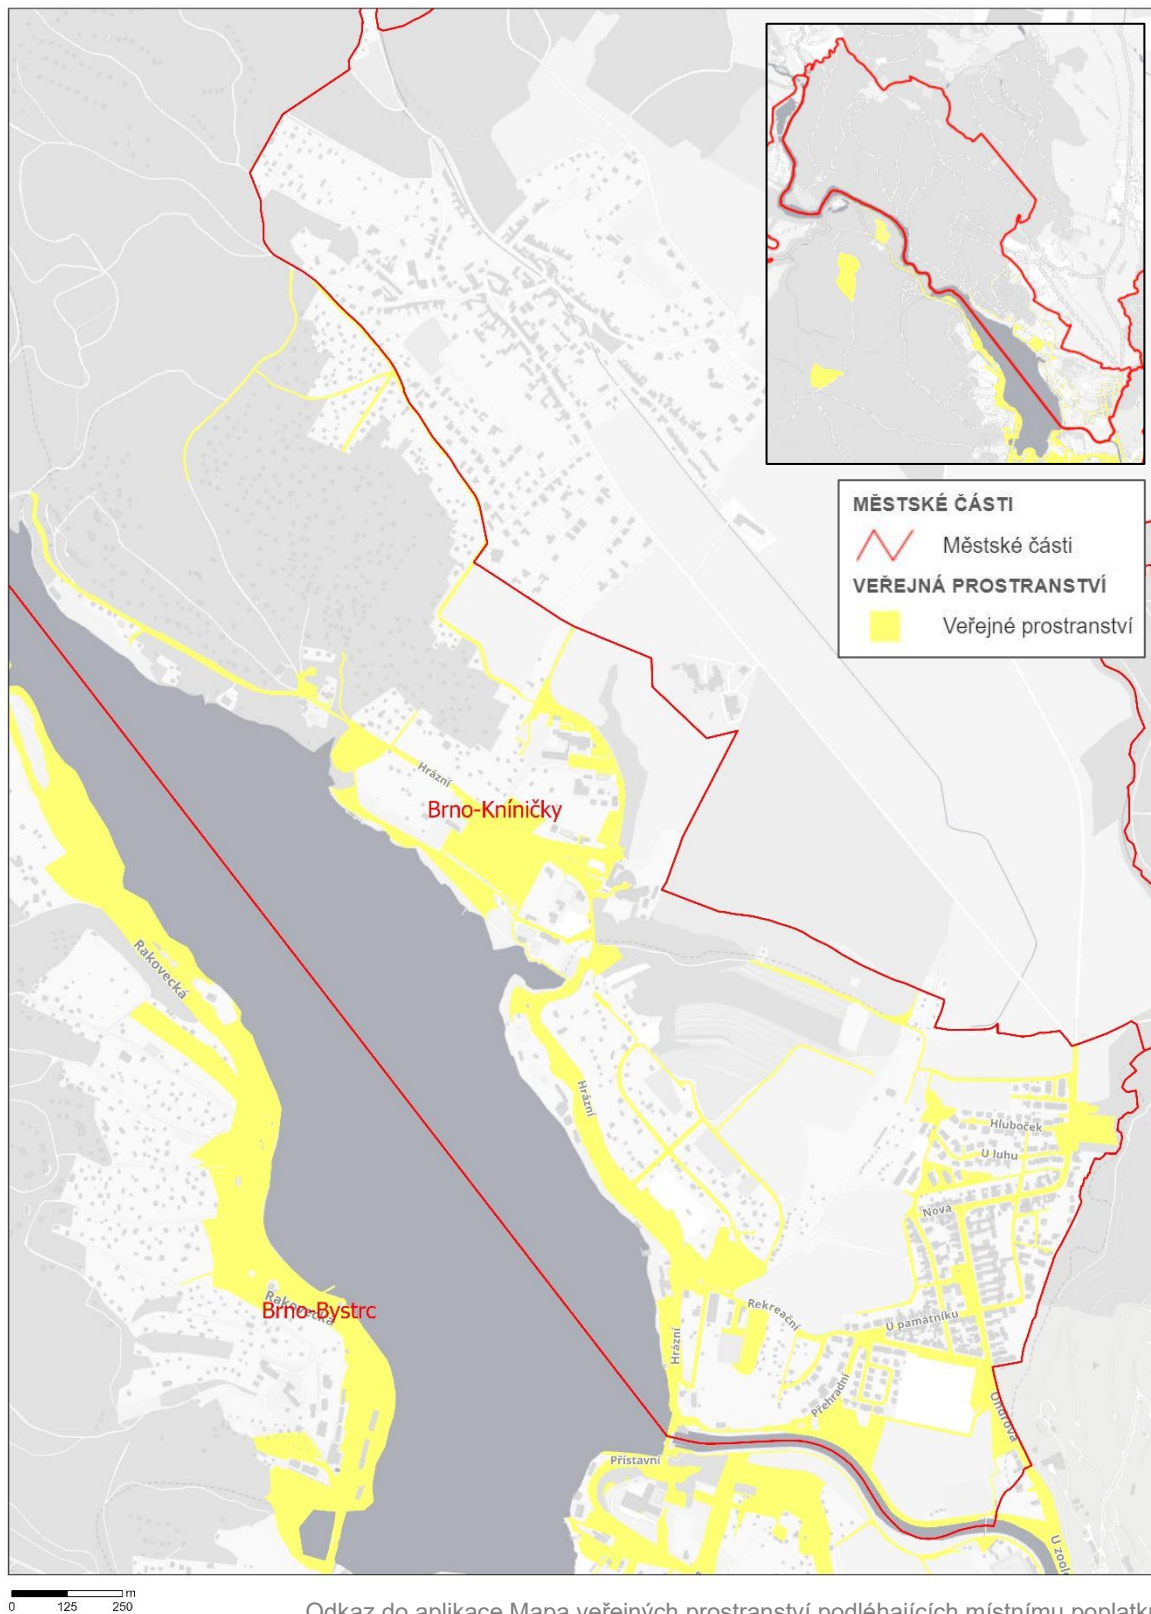 MĚSTSKÉ ČÁSTI
Městské části
VEŘEJNÁ PROSTRANSTVÍ
Veřejné prostranství
Hrázní
Brno-Kníničky
Rakovecká
Hrázní
Hluboček
U luhu
Nová
Rakovecká
Brno-Bystrc
Rekreační
U památníku
Hrázní
Přehradní
Ondrova
Přístavní
U zoolo
m
0 125 250
Odkaz do aplikace Mapa veřejných prostranství podléhajících místnímu poplatku